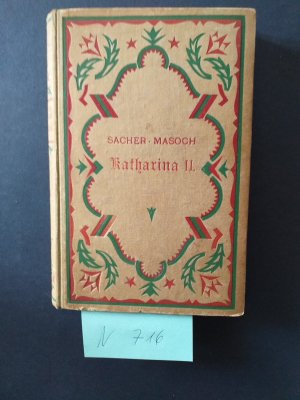 SACHER · MASOCH
Katharina II.
N 716